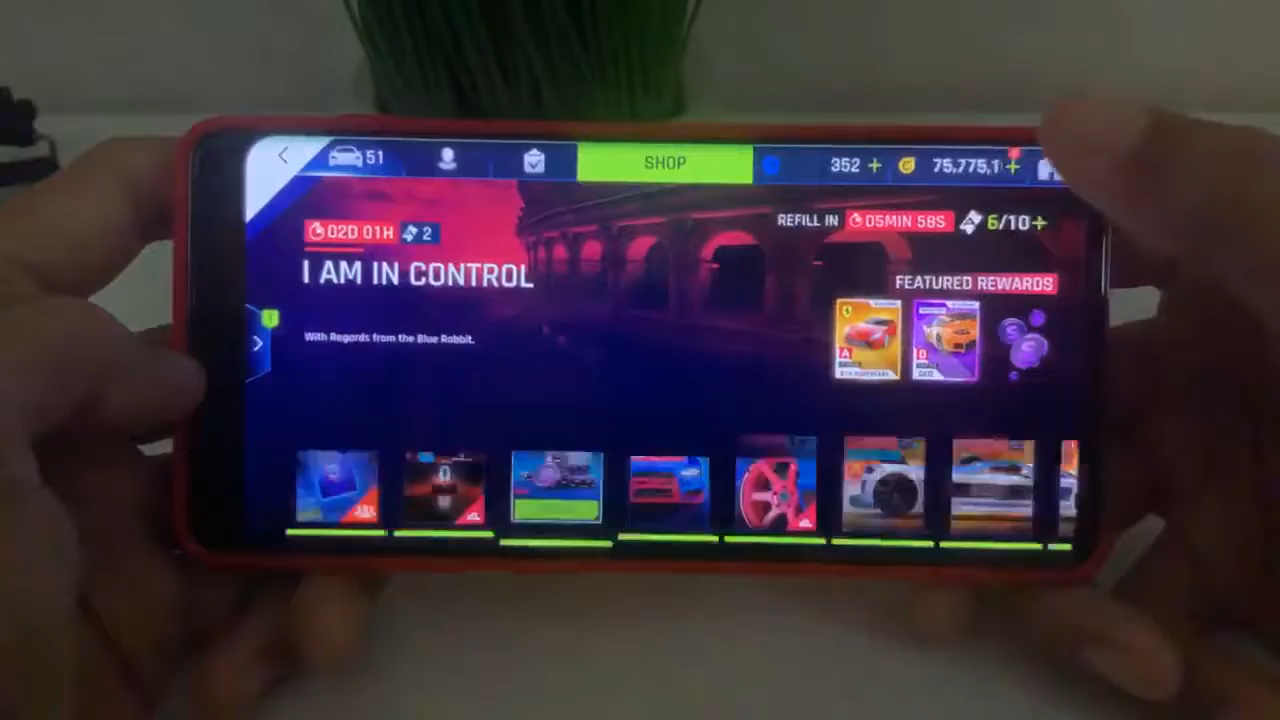 51
SHOP
352 +
75,775,1
02D 01H
2
REFILL IN 05MIN 58S
6/10+
I AM IN CONTROL
FEATURED REWARDS
With Regards from the Blue Rabbit.
A
D